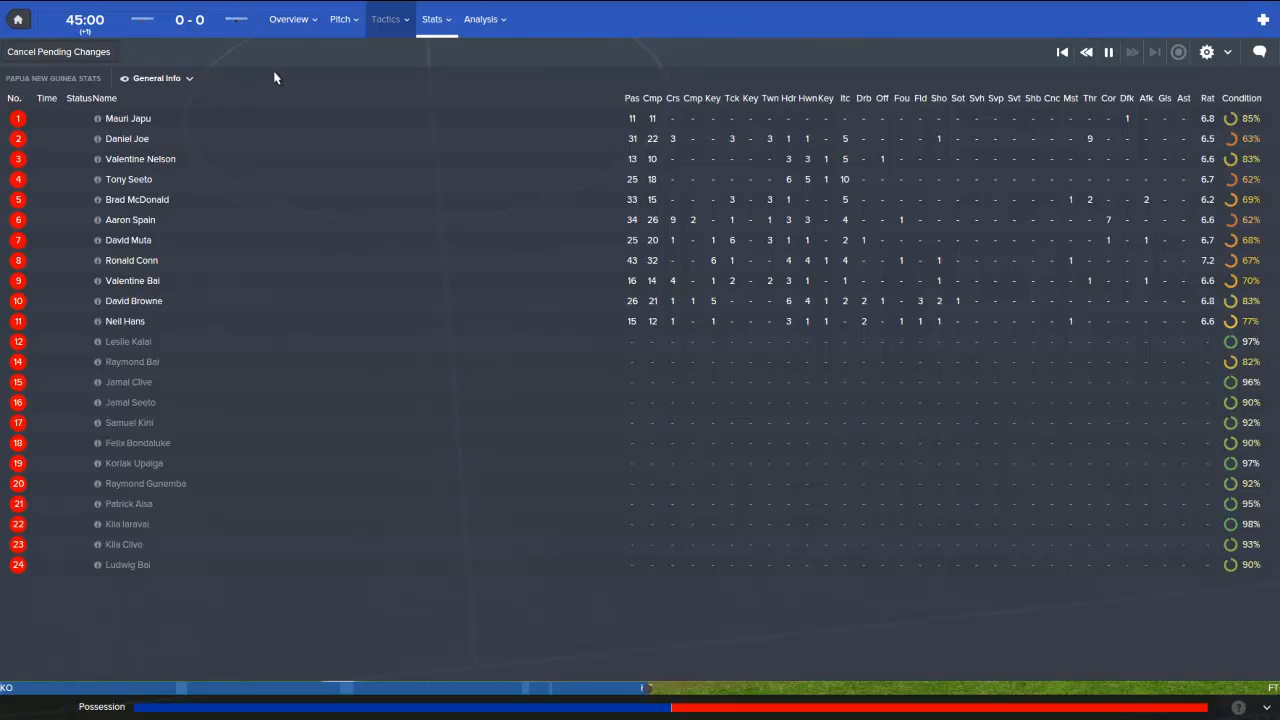 45:00 0 - 0 Overview Pitch Tactics Stats Analysis
(+1)
Cancel Pending Changes
PAPUA NEW GUINEA STATS General Info
No. Time Status Name Pas Cmp Crs Cmp Key Tck Key Twn Hdr Hwn Key Itc Drb Off Fou Fld Sho Sot Svh Svp Svt Shb Cnc Mst Thr Cor Dfk Afk Gls Ast Rat Condition
1 Mauri Japu 11 11 - - - - - - - - - - - - - - - - - - - - - - - - 1 - - - 6.8 85%
2 Daniel Joe 31 22 3 - - 3 - 3 1 1 - 5 - - - - 1 - - - - - - - 9 - - - - - 6.5 63%
3 Valentine Nelson 13 10 - - - - - - 3 3 1 5 - 1 - - - - - - - - - - - - - - - - 6.6 83%
4 Tony Seeto 25 18 - - - - - - 6 5 1 10 - - - - - - - - - - - - - - - - - - 6.7 62%
5 Brad McDonald 33 15 - - - 3 - 3 1 - - 5 - - - - - - - - - - - 1 2 - - 2 - - 6.2 69%
6 Aaron Spain 34 26 9 2 - 1 - 1 3 3 - 4 - - 1 - - - - - - - - - - 7 - - - - 6.6 62%
7 David Muta 25 20 1 - 1 6 - 3 1 1 - 2 1 - - - - - - - - - - - - 1 - 1 - - 6.7 68%
8 Ronald Conn 43 32 - - 6 1 - - 4 4 1 4 - - 1 - 1 - - - - - - 1 - - - - - - 7.2 67%
9 Valentine Bai 16 14 4 - 1 2 - 2 3 1 - 1 - - - - 1 - - - - - - - 1 - - 1 - - 6.6 70%
10 David Browne 26 21 1 1 5 - - - 6 4 1 2 2 1 - 3 2 1 - - - - - - - - - - - - 6.8 83%
11 Neil Hans 15 12 1 - 1 - - - 3 1 1 - 2 - 1 1 1 - - - - - - 1 - - - - - - 6.6 77%
12 Leslie Kalai - - - - - - - - - - - - - - - - - - - - - - - - - - - - - - - 97%
14 Raymond Bai - - - - - - - - - - - - - - - - - - - - - - - - - - - - - - - 82%
15 Jamal Clive - - - - - - - - - - - - - - - - - - - - - - - - - - - - - - - 96%
16 Jamal Seeto - - - - - - - - - - - - - - - - - - - - - - - - - - - - - - - 90%
17 Samuel Kini - - - - - - - - - - - - - - - - - - - - - - - - - - - - - - - 92%
18 Felix Bondaluke - - - - - - - - - - - - - - - - - - - - - - - - - - - - - - - 90%
19 Koriak Upaiga - - - - - - - - - - - - - - - - - - - - - - - - - - - - - - - 97%
20 Raymond Gunemba - - - - - - - - - - - - - - - - - - - - - - - - - - - - - - - 92%
21 Patrick Aisa - - - - - - - - - - - - - - - - - - - - - - - - - - - - - - - 95%
22 Kila Iaravai - - - - - - - - - - - - - - - - - - - - - - - - - - - - - - - 98%
23 Kila Clive - - - - - - - - - - - - - - - - - - - - - - - - - - - - - - - 93%
24 Ludwig Bai - - - - - - - - - - - - - - - - - - - - - - - - - - - - - - - 90%
KO FT
Possession ?